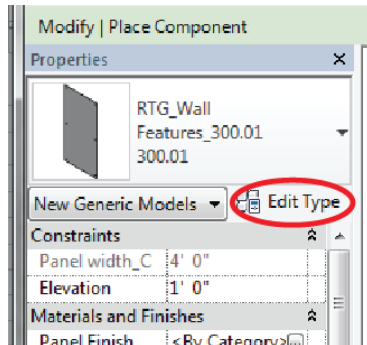 Modify | Place Component
Properties
RTG_Wall
Features_300.01
300.01
New Generic Models
Edit Type
Constraints
Panel width_C 4' 0"
Elevation 1' 0"
Materials and Finishes
Panel Finish <By Category>